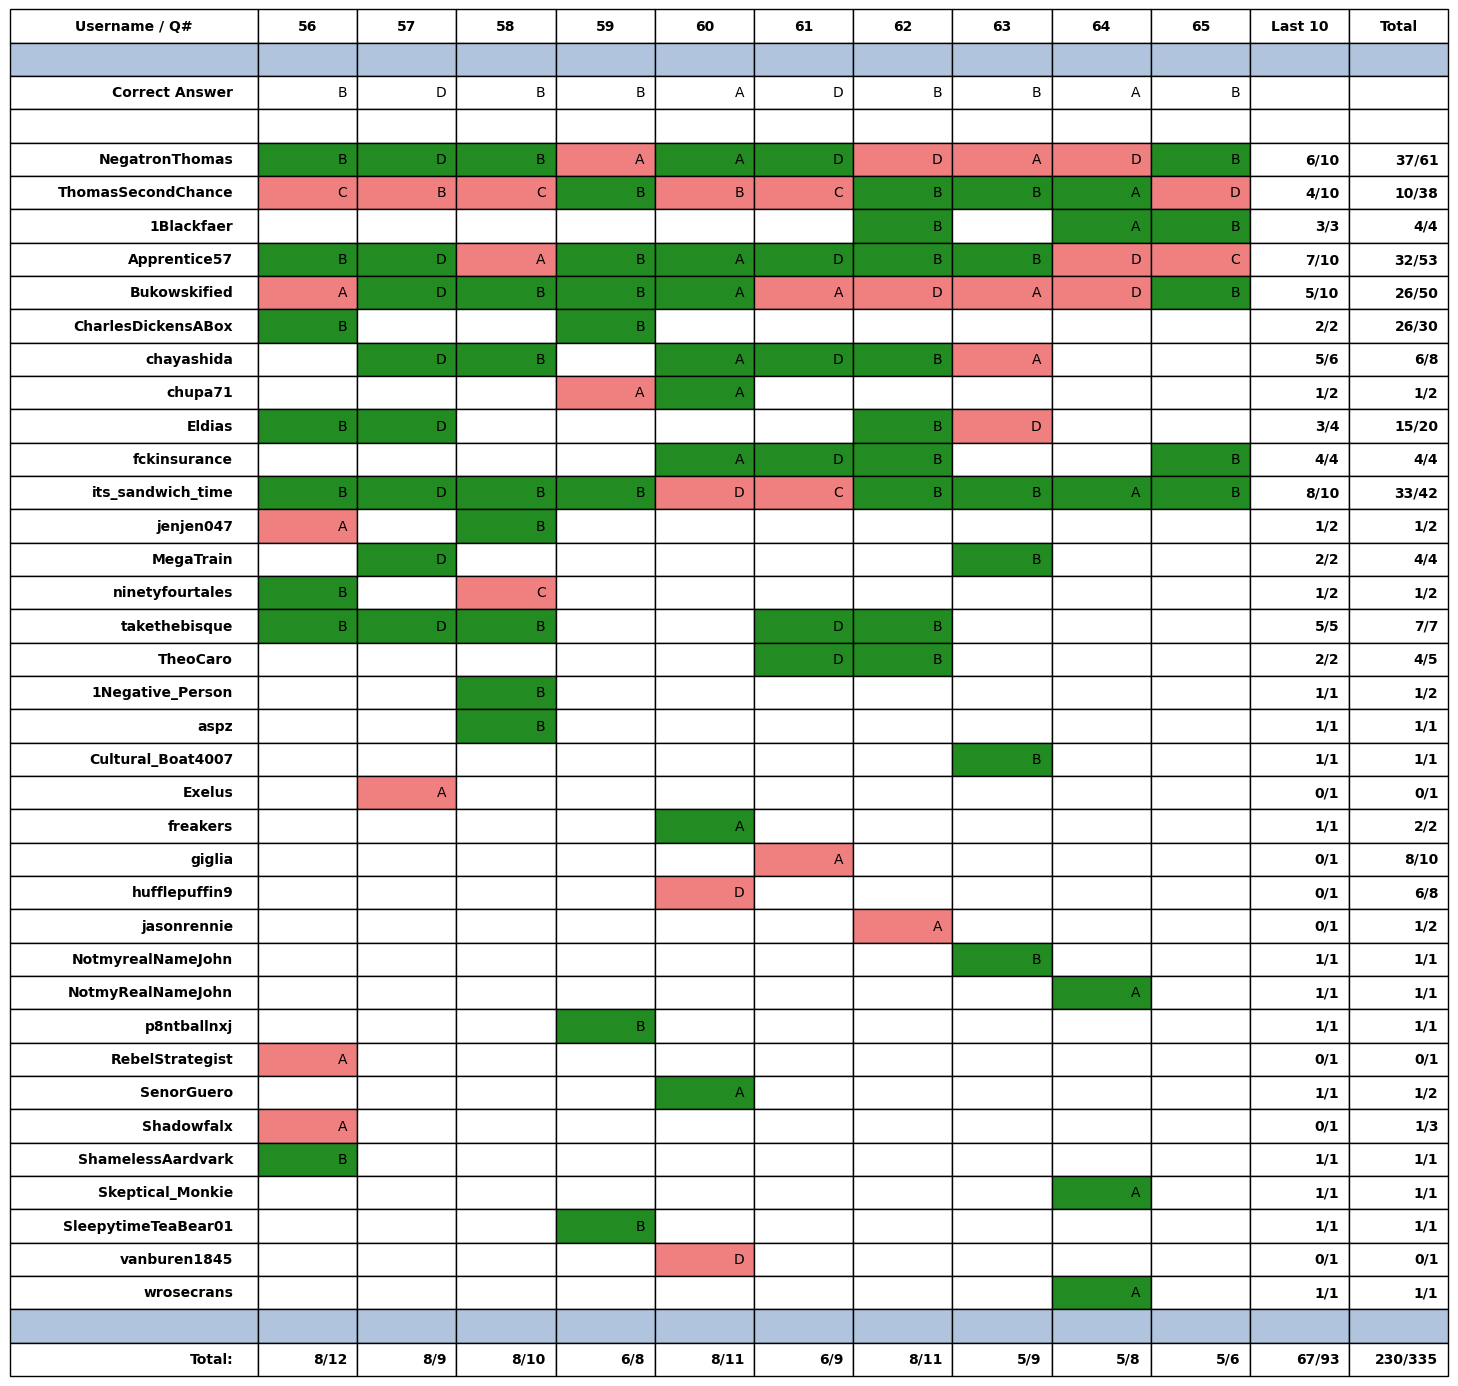 Username / Q# 56 57 58 59 60 61 62 63 64 65 Last 10 Total
Correct Answer B D B B A D B B A B
NegatronThomas B D B A A D D A D B 6/10 37/61
ThomasSecondChance C B C B B C B B A D 4/10 10/38
1Blackfaer B A B 3/3 4/4
Apprentice57 B D A B A D B B D C 7/10 32/53
Bukowskified A D B B A A D A D B 5/10 26/50
CharlesDickensABox B B 2/2 26/30
chayashida D B A D B A 5/6 6/8
chupa71 A A 1/2 1/2
Eldias B D B D 3/4 15/20
fckinsurance A D B B 4/4 4/4
its_sandwich_time B D B B D C B B A B 8/10 33/42
jenjen047 A B 1/2 1/2
MegaTrain D B 2/2 4/4
ninetyfourtales B C 1/2 1/2
takethebisque B D B D B 5/5 7/7
TheoCaro D B 2/2 4/5
1Negative_Person B 1/1 1/2
aspz B 1/1 1/1
Cultural_Boat4007 B 1/1 1/1
Exelus A 0/1 0/1
freakers A 1/1 2/2
giglia A 0/1 8/10
hufflepuffin9 D 0/1 6/8
jasonrennie A 0/1 1/2
NotmyrealNameJohn B 1/1 1/1
NotmyRealNameJohn A 1/1 1/1
p8ntballnxj B 1/1 1/1
RebelStrategist A 0/1 0/1
SenorGuero A 1/1 1/2
Shadowfalx A 0/1 1/3
ShamelessAardvark B 1/1 1/1
Skeptical_Monkie A 1/1 1/1
SleepytimeTeaBear01 B 1/1 1/1
vanburen1845 D 0/1 0/1
wrosecrans A 1/1 1/1
Total: 8/12 8/9 8/10 6/8 8/11 6/9 8/11 5/9 5/8 5/6 67/93 230/335